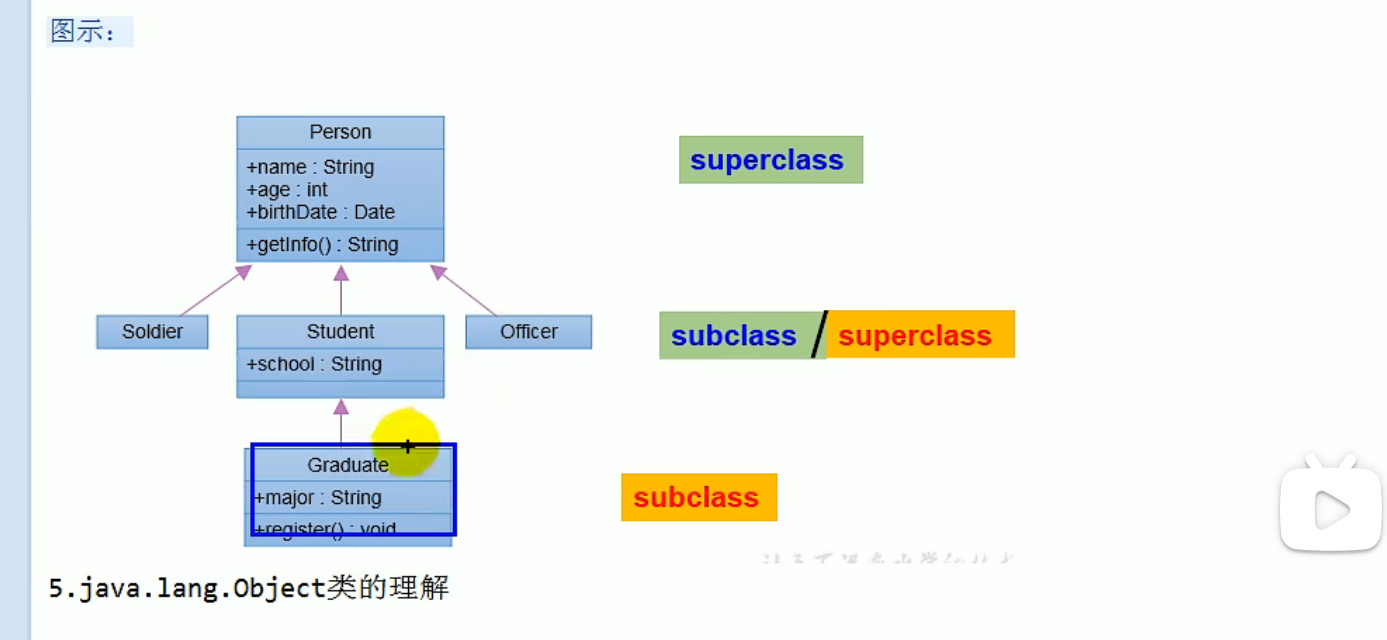 图示：
Person
superclass
+name : String
+age : int
+birthDate : Date
+getInfo() : String
Soldier
Student
Officer
subclass / superclass
+school : String
Graduate
+major : String
subclass
+register() : void
5.java.lang.Object类的理解